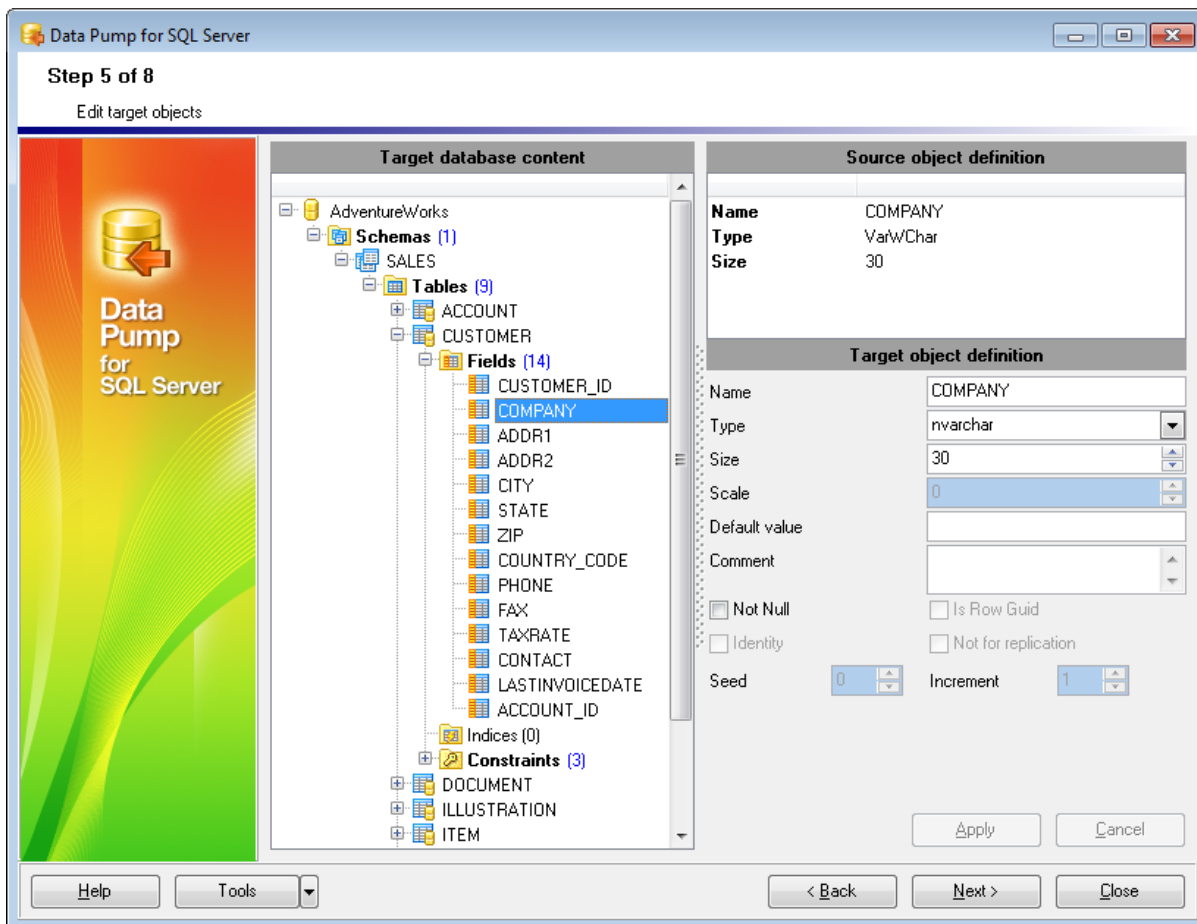 Data Pump for SQL Server
Step 5 of 8
Edit target objects
Data
Pump
for
SQL Server
Target database content
AdventureWorks
Schemas (1)
SALES
Tables (9)
ACCOUNT
CUSTOMER
Fields (14)
CUSTOMER_ID
COMPANY
ADDR1
ADDR2
CITY
STATE
ZIP
COUNTRY_CODE
PHONE
FAX
TAXRATE
CONTACT
LASTINVOICEDATE
ACCOUNT_ID
Indices (0)
Constraints (3)
DOCUMENT
ILLUSTRATION
ITEM
Source object definition
Name COMPANY
Type VarWChar
Size 30
Target object definition
Name COMPANY
Type nvarchar
Size 30
Scale 0
Default value
Comment
Not Null Is Row Guid
Identity Not for replication
Seed 0 Increment 1
Apply Cancel
Help Tools < Back Next > Close